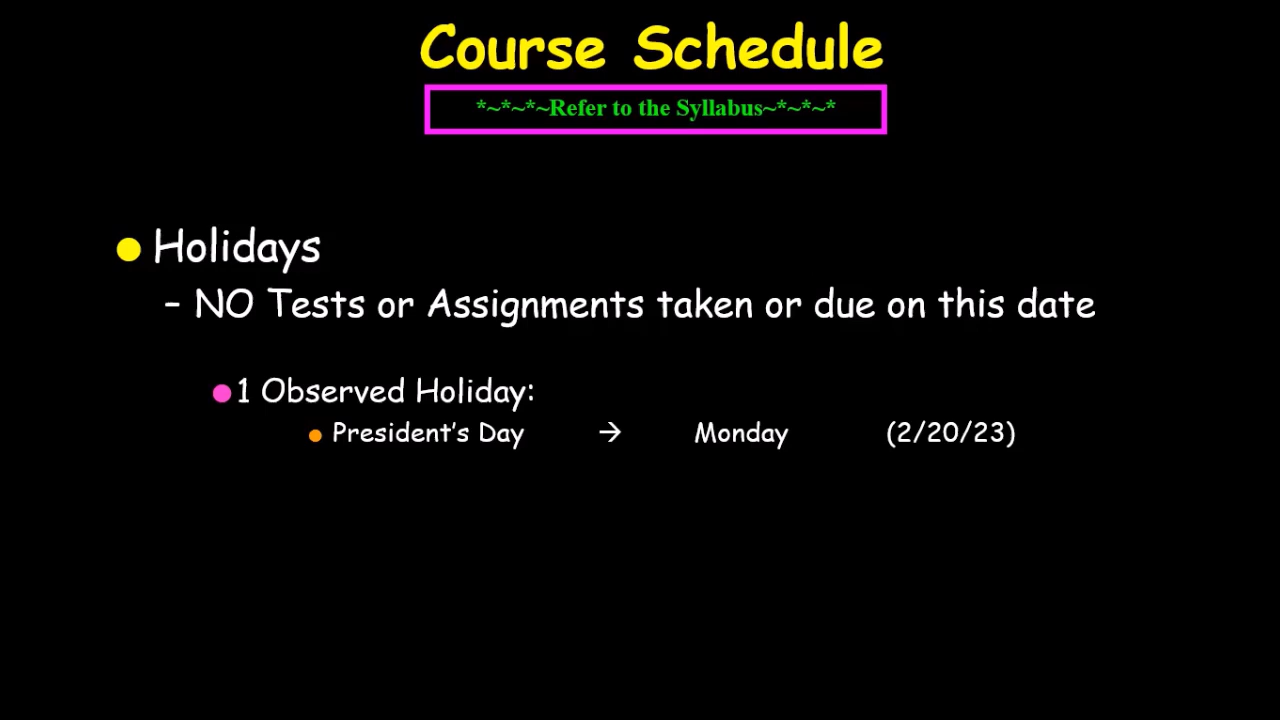 Course Schedule
*~*~*~Refer to the Syllabus~*~*~*
Holidays
– NO Tests or Assignments taken or due on this date
1 Observed Holiday:
President's Day → Monday (2/20/23)